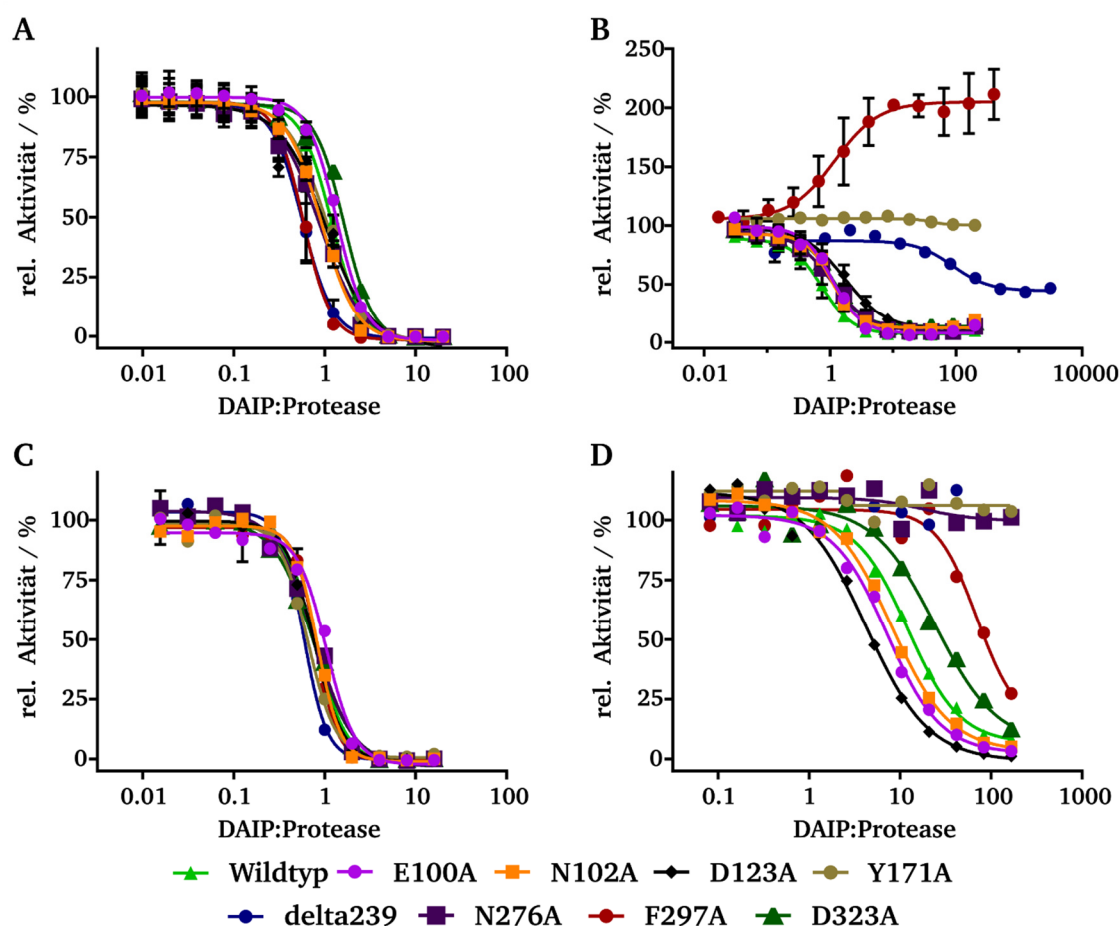 A
rel. Aktivität / %
100
75
50
25
0
0.01 0.1 1 10 100
DAIP:Protease
B
rel. Aktivität / %
250
200
150
100
50
0
0.01 1 100 10000
DAIP:Protease
C
rel. Aktivität / %
100
75
50
25
0
0.01 0.1 1 10 100
DAIP:Protease
D
rel. Aktivität / %
100
75
50
25
0
0.1 1 10 100 1000
DAIP:Protease
Wildtyp E100A N102A D123A Y171A
delta239 N276A F297A D323A